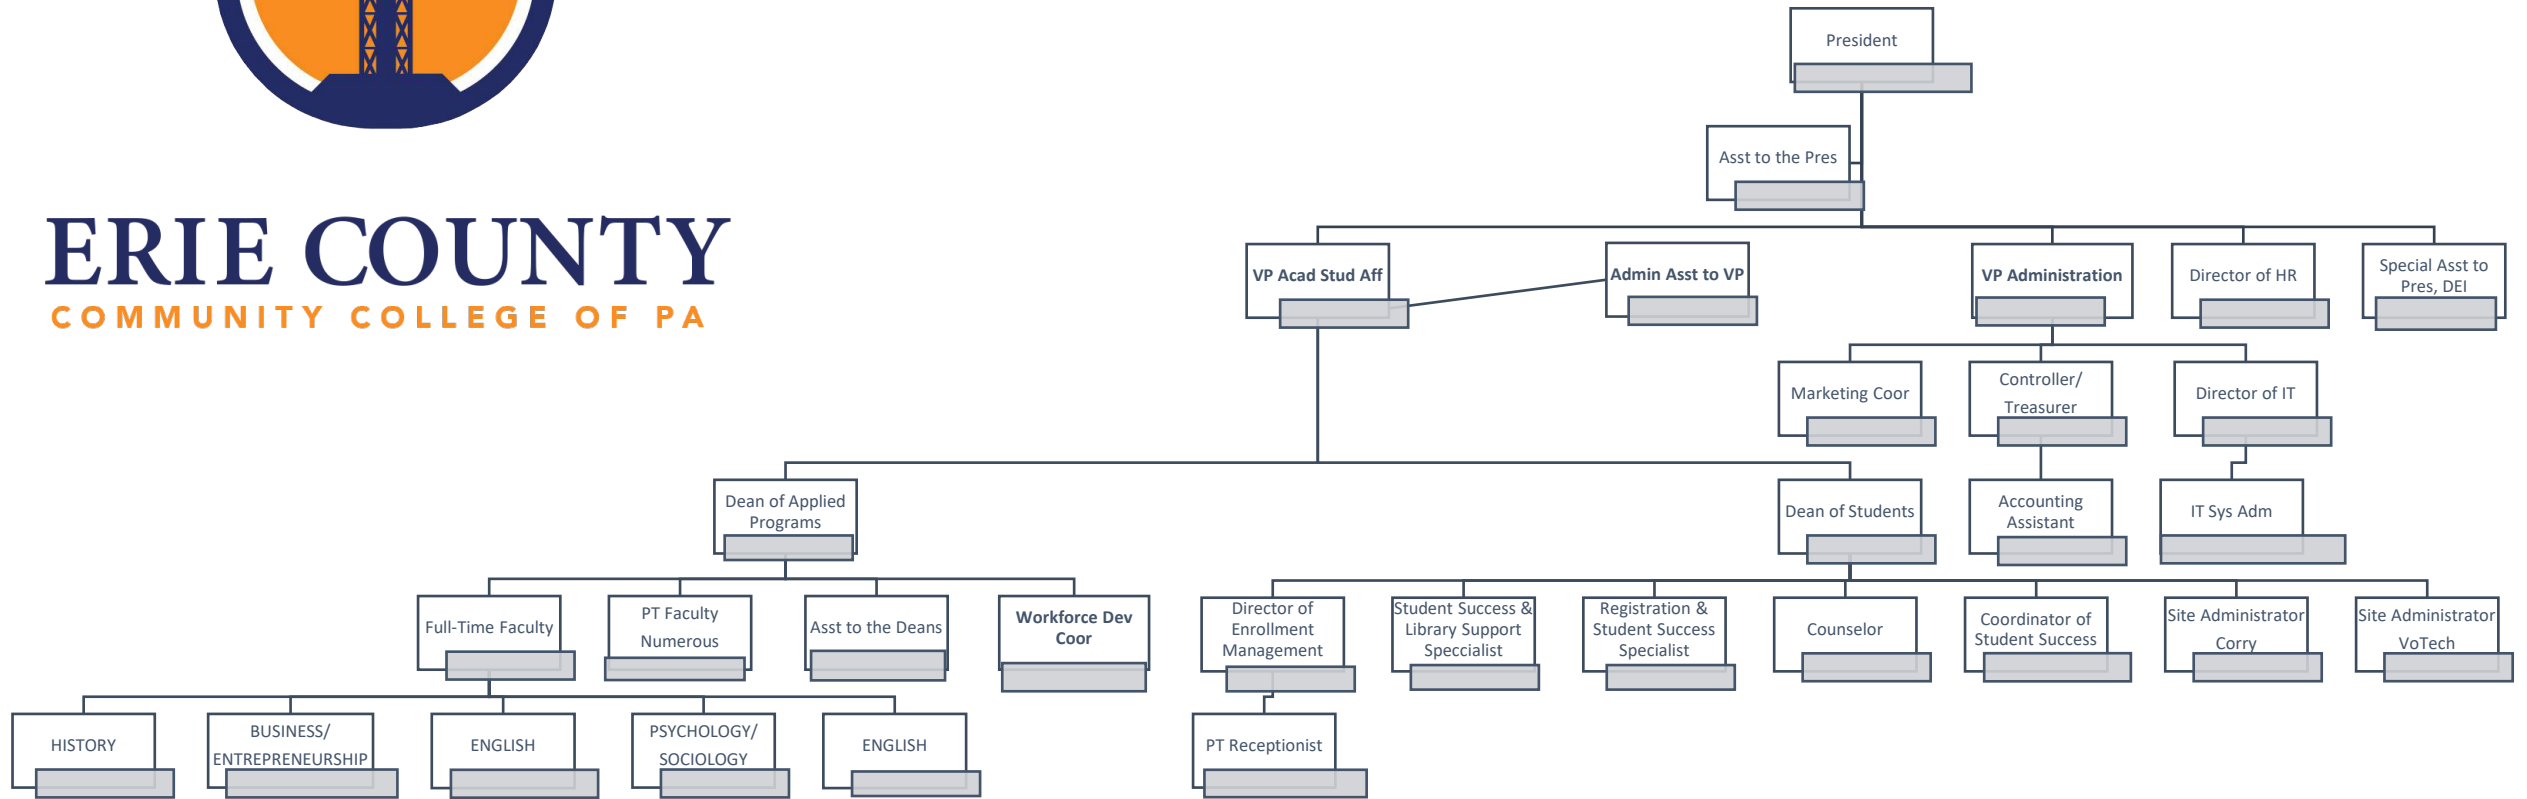 President
Asst to the Pres
ERIE COUNTY
COMMUNITY COLLEGE OF PA
VP Acad Stud Aff
Admin Asst to VP
VP Administration
Director of HR
Special Asst to
Pres, DEI
Marketing Coor
Controller/
Treasurer
Director of IT
Dean of Applied
Programs
Dean of Students
Accounting
Assistant
IT Sys Adm
Full-Time Faculty
PT Faculty
Numerous
Asst to the Deans
Workforce Dev
Coor
Director of
Enrollment
Management
Student Success &
Library Support
Speccialist
Registration &
Student Success
Specialist
Counselor
Coordinator of
Student Success
Site Administrator
Corry
Site Administrator
VoTech
HISTORY
BUSINESS/
ENTREPRENEURSHIP
ENGLISH
PSYCHOLOGY/
SOCIOLOGY
ENGLISH
PT Receptionist